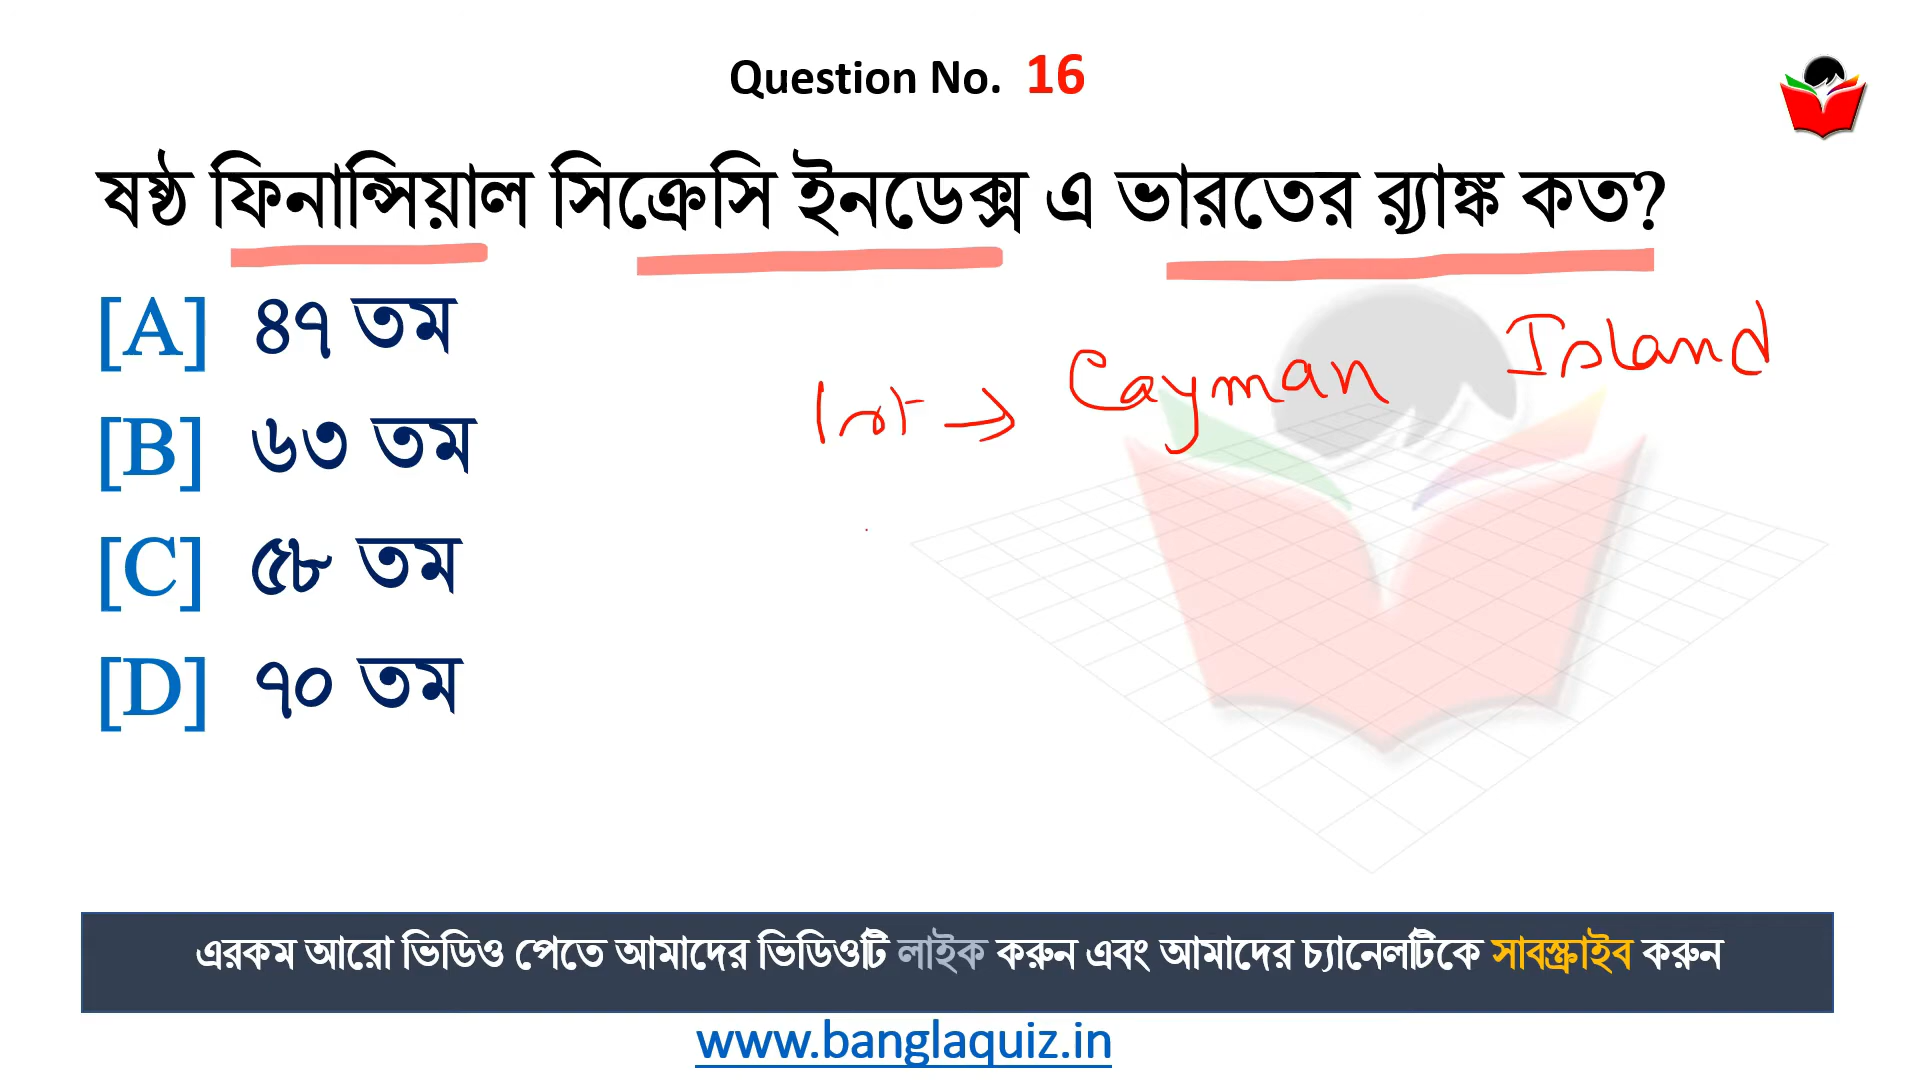 Question No. 16
ষষ্ঠ ফিনান্সিয়াল সিক্রেসি ইনডেক্স এ ভারতের র‍্যাঙ্ক কত?
[A] ৪৭ তম
[B] ৬৩ তম
[C] ৫৮ তম
[D] ৭০ তম
1st → Cayman Island
এরকম আরো ভিডিও পেতে আমাদের ভিডিওটি লাইক করুন এবং আমাদের চ্যানেলটিকে সাবস্ক্রাইব করুন
www.banglaquiz.in